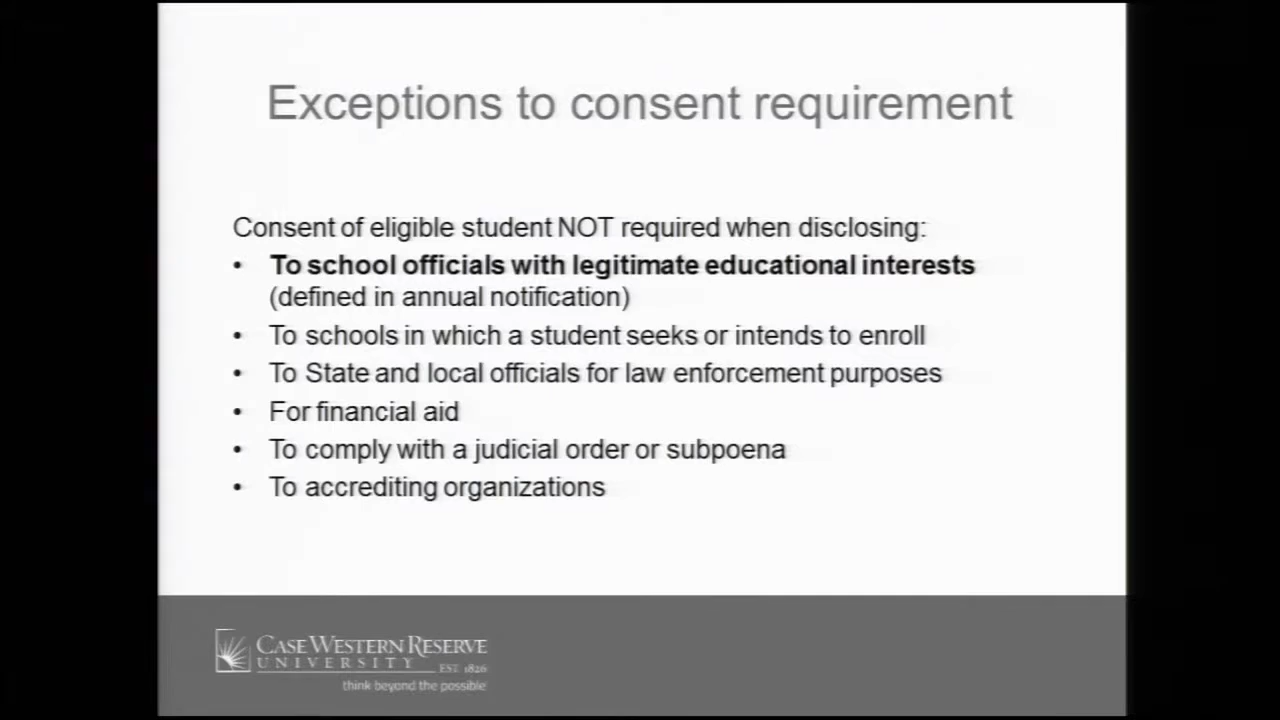 Exceptions to consent requirement
Consent of eligible student NOT required when disclosing:
• To school officials with legitimate educational interests
(defined in annual notification)
• To schools in which a student seeks or intends to enroll
• To State and local officials for law enforcement purposes
• For financial aid
• To comply with a judicial order or subpoena
• To accrediting organizations
CASE WESTERN RESERVE
UNIVERSITY EST 1826
think beyond the possible